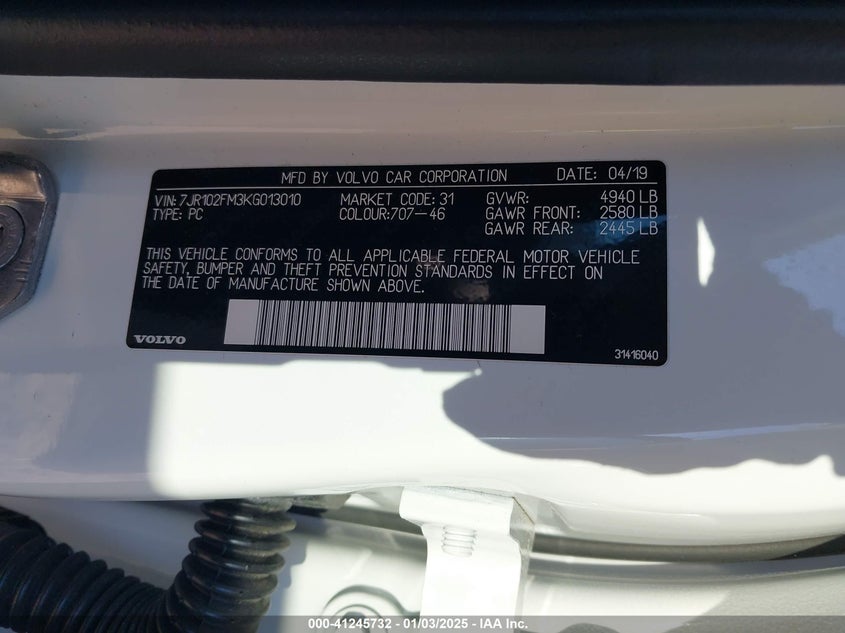 MFD BY VOLVO CAR CORPORATION DATE: 04/19
VIN: 7JR102FM3KG013010 MARKET CODE: 31 GVWR: 4940 LB
TYPE: PC COLOUR:707-46 GAWR FRONT: 2580 LB
GAWR REAR: 2445 LB
THIS VEHICLE CONFORMS TO ALL APPLICABLE FEDERAL MOTOR VEHICLE
SAFETY, BUMPER AND THEFT PREVENTION STANDARDS IN EFFECT ON
THE DATE OF MANUFACTURE SHOWN ABOVE.
VOLVO 31416040
000-41245732 - 01/03/2025 - IAA Inc.